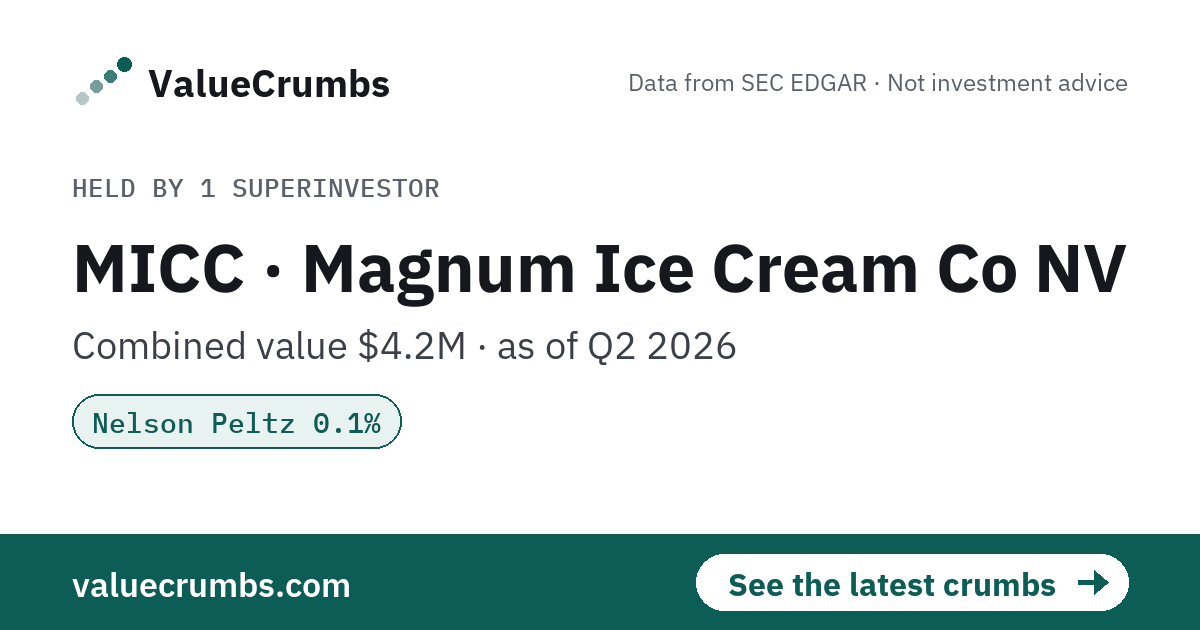 ValueCrumbs
Data from SEC EDGAR · Not investment advice
HELD BY 1 SUPERINVESTOR
MICC · Magnum Ice Cream Co NV
Combined value $4.2M · as of Q2 2026
Nelson Peltz 0.1%
valuecrumbs.com
See the latest crumbs →